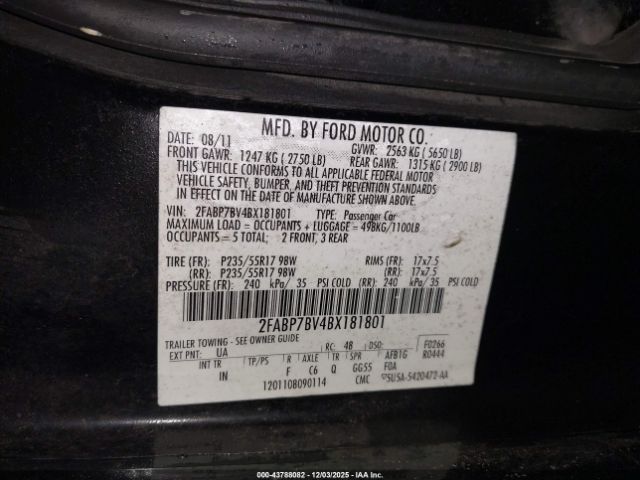 MFD. BY FORD MOTOR CO.
DATE: 08/11 GVWR: 2563 KG ( 5650 LB)
FRONT GAWR: 1247 KG ( 2750 LB) REAR GAWR: 1315 KG ( 2900 LB)
THIS VEHICLE CONFORMS TO ALL APPLICABLE FEDERAL MOTOR
VEHICLE SAFETY, BUMPER, AND THEFT PREVENTION STANDARDS
IN EFFECT ON THE DATE OF MANUFACTURE SHOWN ABOVE.
VIN: 2FABP7BV4BX181801 TYPE: Passenger Car
MAXIMUM LOAD = OCCUPANTS + LUGGAGE = 498KG/1100LB
OCCUPANTS = 5 TOTAL; 2 FRONT, 3 REAR
TIRE (FR): P235/55R17 98W RIMS (FR): 17x7.5
(RR): P235/55R17 98W (RR): 17x7.5
PRESSURE (FR): 240 kPa/ 35 PSI COLD (RR): 240 kPa/ 35 PSI COLD
2FABP7BV4BX181801
TRAILER TOWING - SEE OWNER GUIDE
EXT PNT: UA RC: 48 DSO: F0266
INT TR TP/PS R AXLE TR SPR AFB1G R0444
IN F C6 Q GG55 F0A
1201108090114 CMC 5U5A-5420472-AA
000-43788082 - 12/03/2025 - IAAI.COM